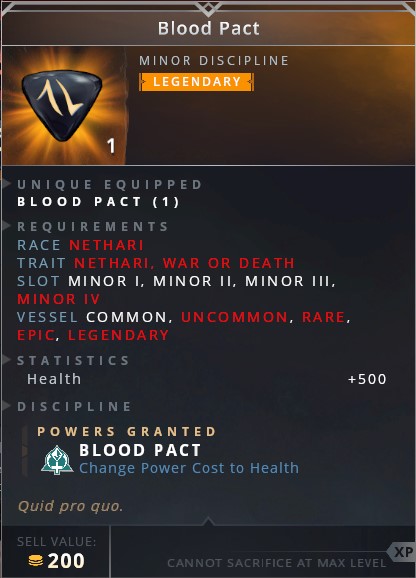 Blood Pact
MINOR DISCIPLINE
LEGENDARY
1
UNIQUE EQUIPPED
BLOOD PACT (1)
REQUIREMENTS
RACE NETHARI
TRAIT NETHARI, WAR OR DEATH
SLOT MINOR I, MINOR II, MINOR III,
MINOR IV
VESSEL COMMON, UNCOMMON, RARE,
EPIC, LEGENDARY
STATISTICS
Health +500
DISCIPLINE
POWERS GRANTED
BLOOD PACT
Change Power Cost to Health
Quid pro quo.
SELL VALUE:
200
XP
CANNOT SACRIFICE AT MAX LEVEL